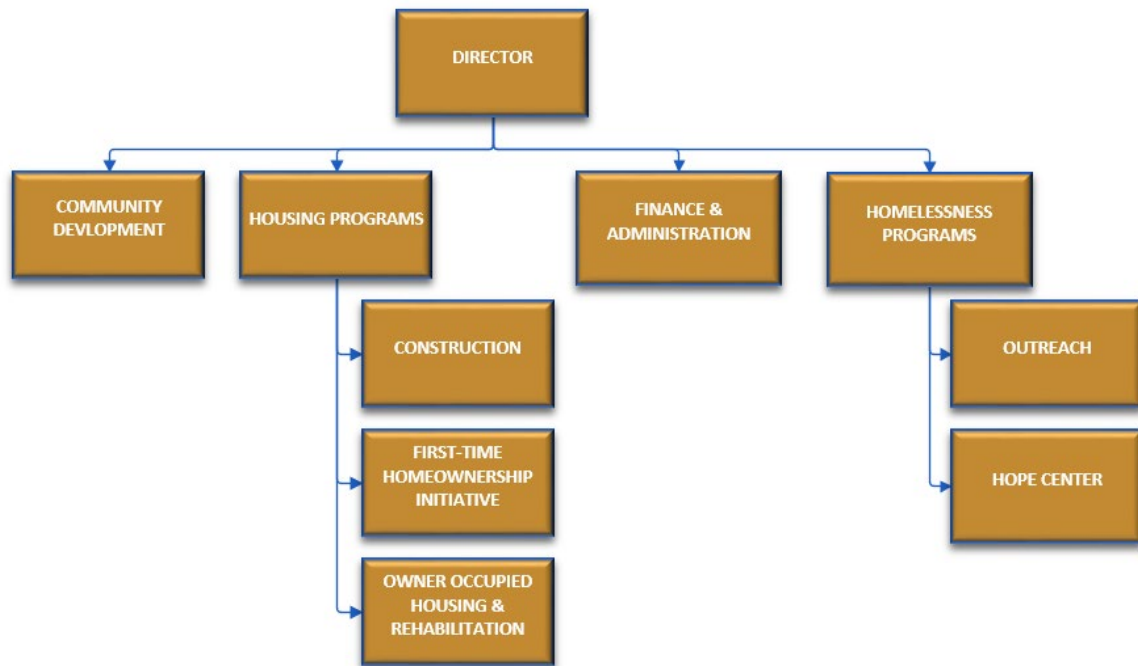 DIRECTOR
COMMUNITY
DEVLOPMENT
HOUSING PROGRAMS
FINANCE &
ADMINISTRATION
HOMELESSNESS
PROGRAMS
CONSTRUCTION
OUTREACH
FIRST-TIME
HOMEOWNERSHIP
INITIATIVE
HOPE CENTER
OWNER OCCUPIED
HOUSING &
REHABILITATION